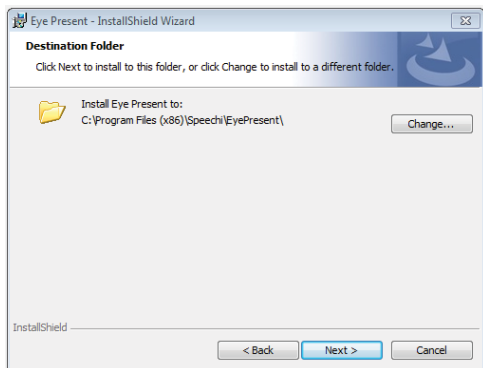 Eye Present - InstallShield Wizard
Destination Folder
Click Next to install to this folder, or click Change to install to a different folder.
Install Eye Present to:
C:\Program Files (x86)\Speechi\EyePresent\
Change...
InstallShield
< Back
Next >
Cancel